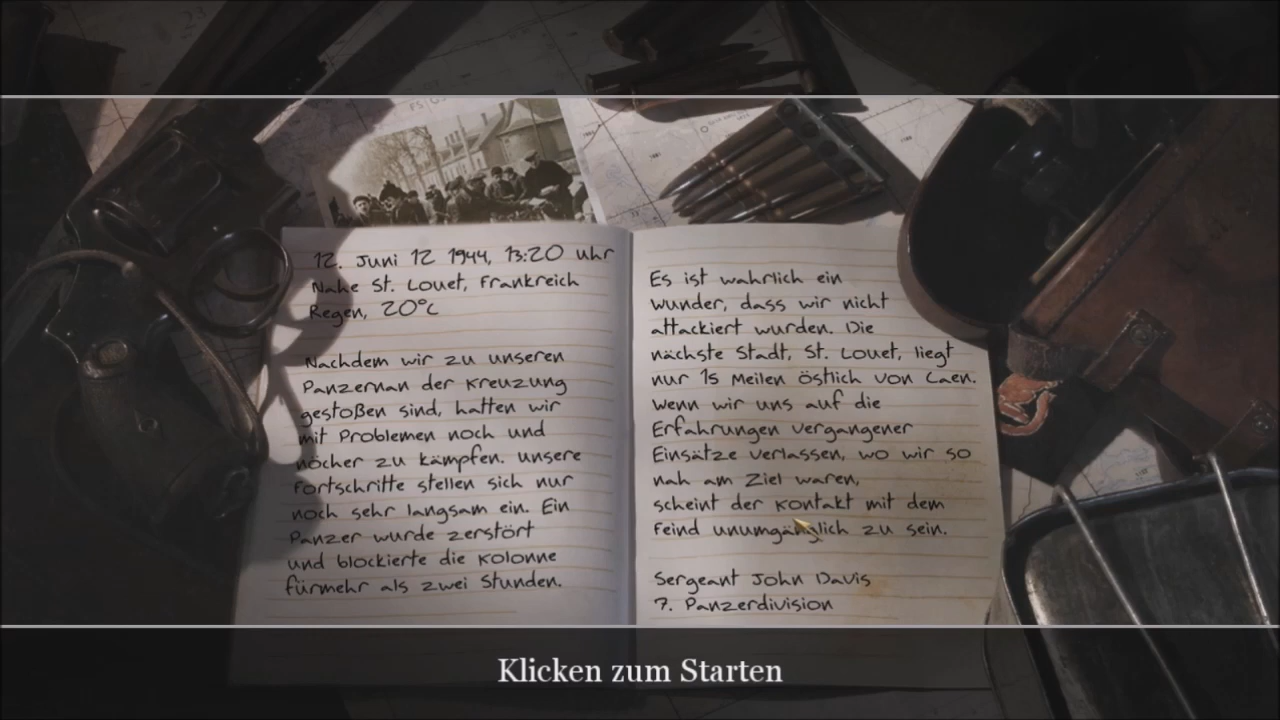 12. Juni 12 1944, 13:20 Uhr
Nahe St. Louet, Frankreich
Regen, 20°C
Nachdem wir zu unseren
Panzernan der Kreuzung
gestoßen sind, hatten wir
mit Problemen noch und
nöcher zu kämpfen. Unsere
Fortschritte stellen sich nur
noch sehr langsam ein. Ein
Panzer wurde zerstört
und blockierte die Kolonne
fürmehr als zwei Stunden.
Es ist wahrlich ein
Wunder, dass wir nicht
attackiert wurden. Die
nächste Stadt, St. Louet, liegt
nur 15 Meilen östlich von Caen.
Wenn wir uns auf die
Erfahrungen vergangener
Einsätze verlassen, wo wir so
nah am Ziel waren,
scheint der Kontakt mit dem
Feind unumgänglich zu sein.
Sergeant John Davis
7. Panzerdivision
Klicken zum Starten